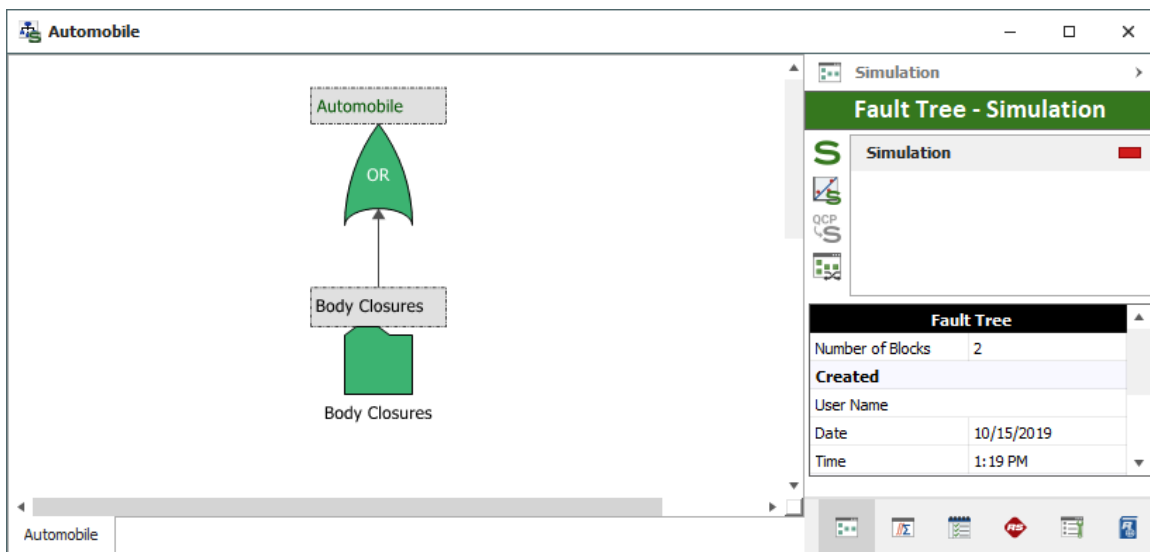 Automobile
Automobile
OR
Body Closures
Body Closures
Automobile
Simulation
Fault Tree - Simulation
S
Simulation
S
QCP
S
Fault Tree
Number of Blocks 2
Created
User Name
Date 10/15/2019
Time 1:19 PM
Σ
RS
R